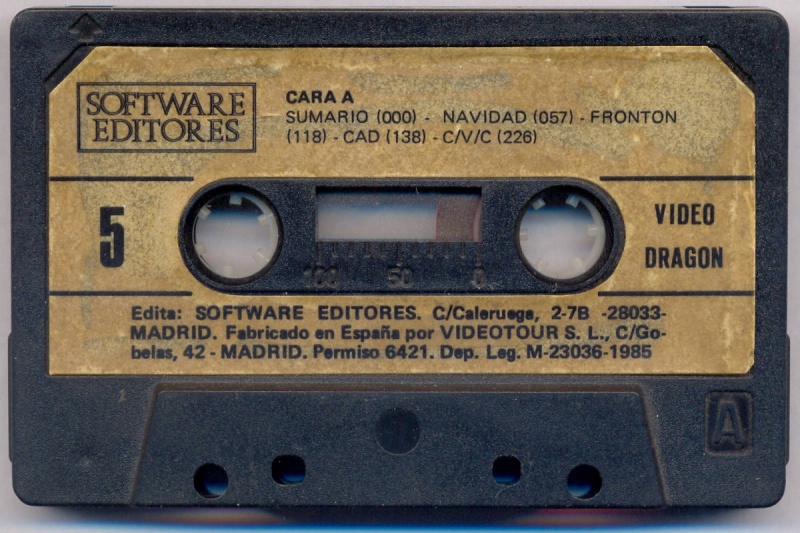 SOFTWARE
EDITORES
CARA A
SUMARIO (000) - NAVIDAD (057) - FRONTON
(118) - CAD (138) - C/V/C (226)
5
VIDEO
DRAGON
100 50 0
Edita: SOFTWARE EDITORES. C/Caleruega, 2-7B -28033-
MADRID. Fabricado en España por VIDEOTOUR S. L., C/Go-
belas, 42 - MADRID. Permiso 6421. Dep. Leg. M-23036-1985
A